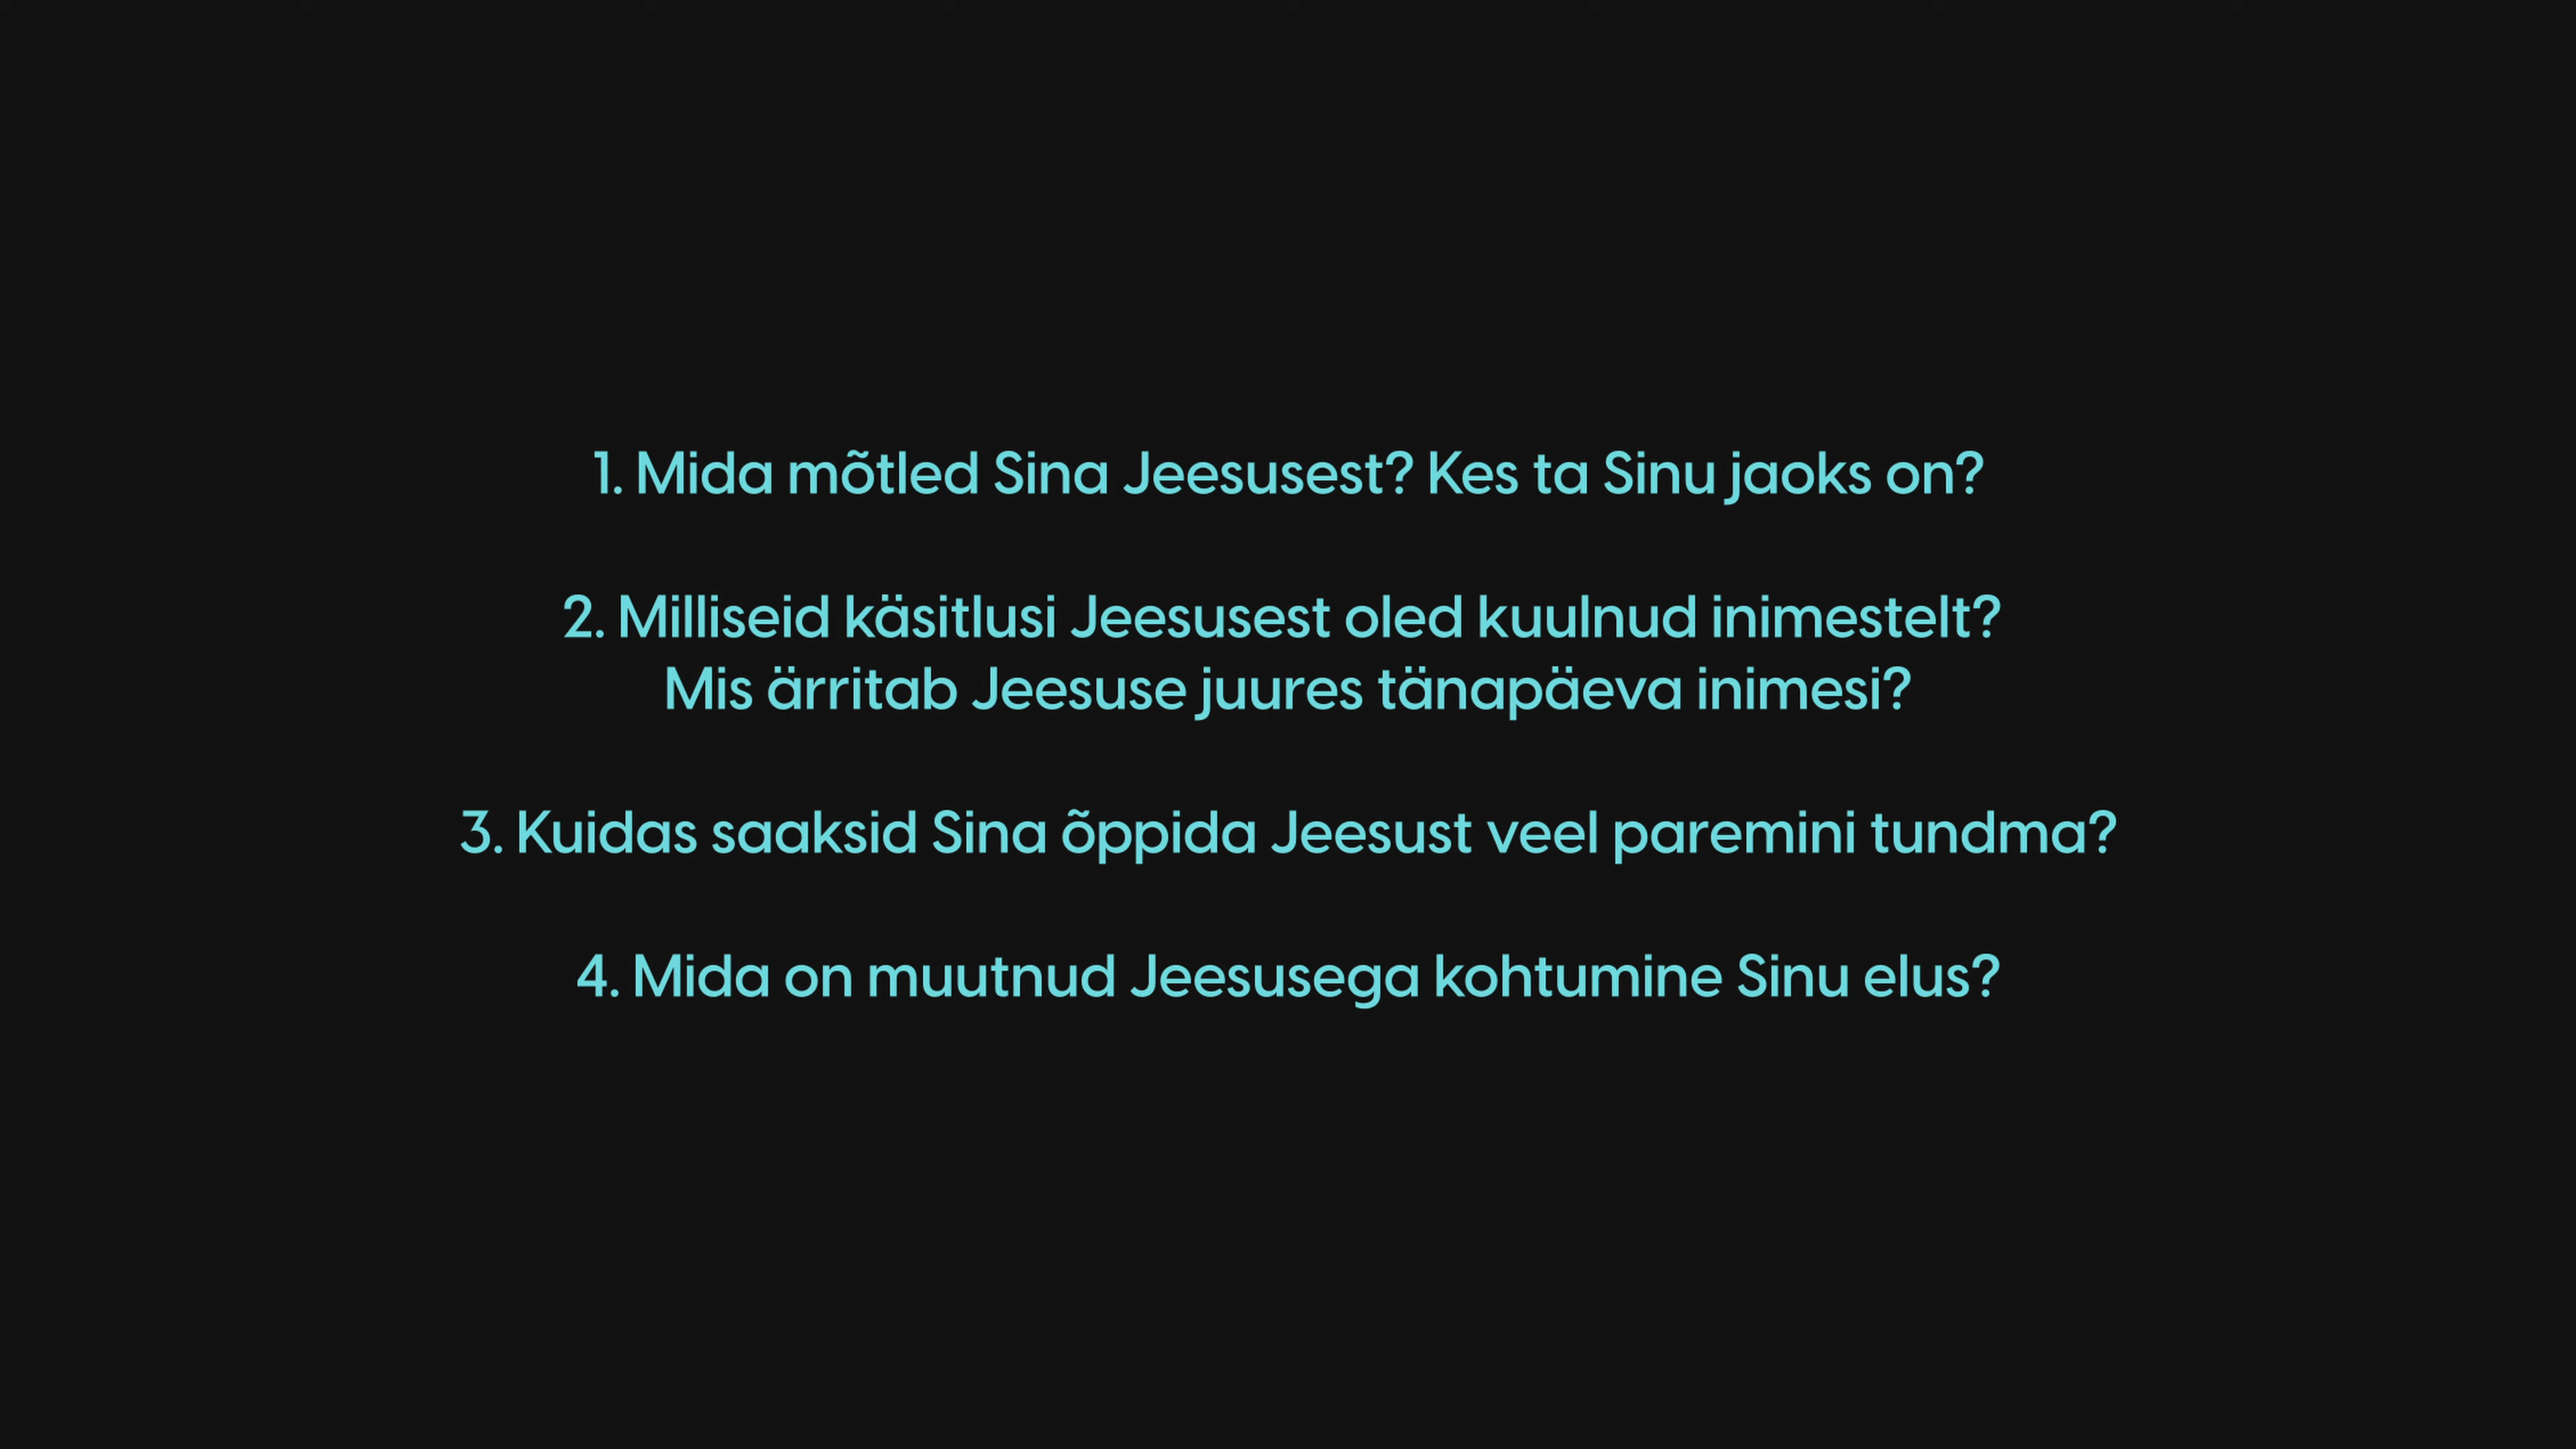 1. Mida mõtled Sina Jeesusest? Kes ta Sinu jaoks on?
2. Milliseid käsitlusi Jeesusest oled kuulnud inimestelt?
Mis ärritab Jeesuse juures tänapäeva inimesi?
3. Kuidas saaksid Sina õppida Jeesust veel paremini tundma?
4. Mida on muutnud Jeesusega kohtumine Sinu elus?